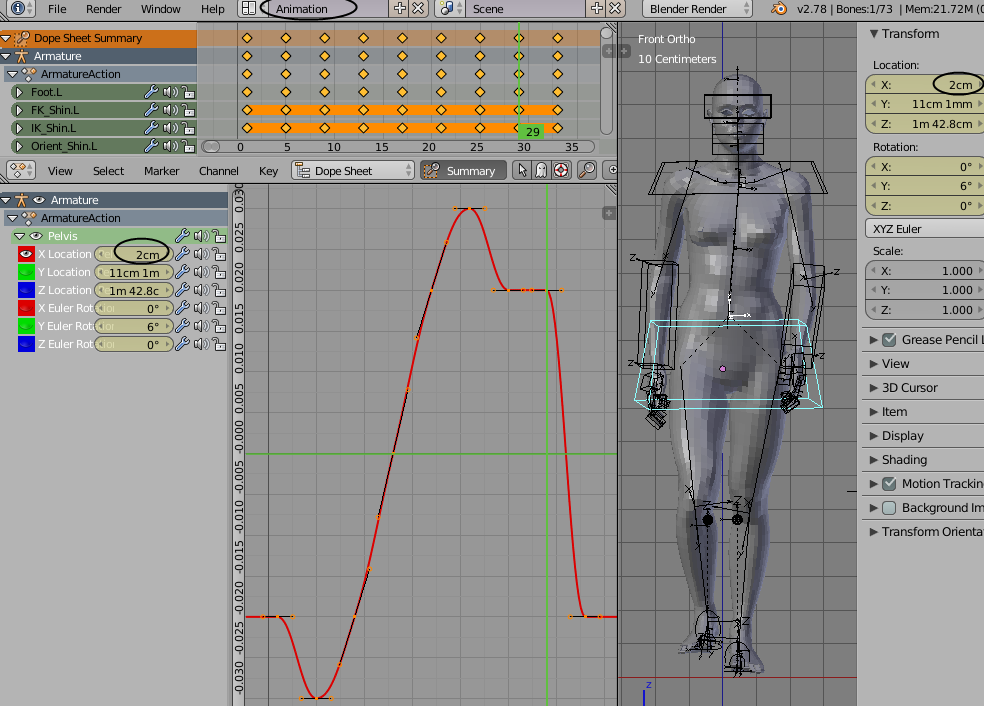 File Render Window Help Animation Scene Blender Render v2.78 | Bones:1/73 | Mem:21.72M (0
Dope Sheet Summary
Armature
ArmatureAction
Foot.L
FK_Shin.L
IK_Shin.L
Orient_Shin.L
29
0 5 10 15 20 25 30 35
View Select Marker Channel Key Dope Sheet Summary
Armature
ArmatureAction
Pelvis
X Location 2cm
Y Location 11cm 1m
Z Location 1m 42.8c
X Euler Rot 0°
Y Euler Rot 6°
Z Euler Rot 0°
0.030
0.025
0.020
0.015
0.010
0.005
-0.000
-0.005
-0.010
-0.015
-0.020
-0.025
-0.030
Front Ortho
10 Centimeters
z
Transform
Location:
X: 2cm
Y: 11cm 1mm
Z: 1m 42.8cm
Rotation:
X: 0°
Y: 6°
Z: 0°
XYZ Euler
Scale:
X: 1.000
Y: 1.000
Z: 1.000
Grease Pencil L
View
3D Cursor
Item
Display
Shading
Motion Trackin
Background Im
Transform Orienta